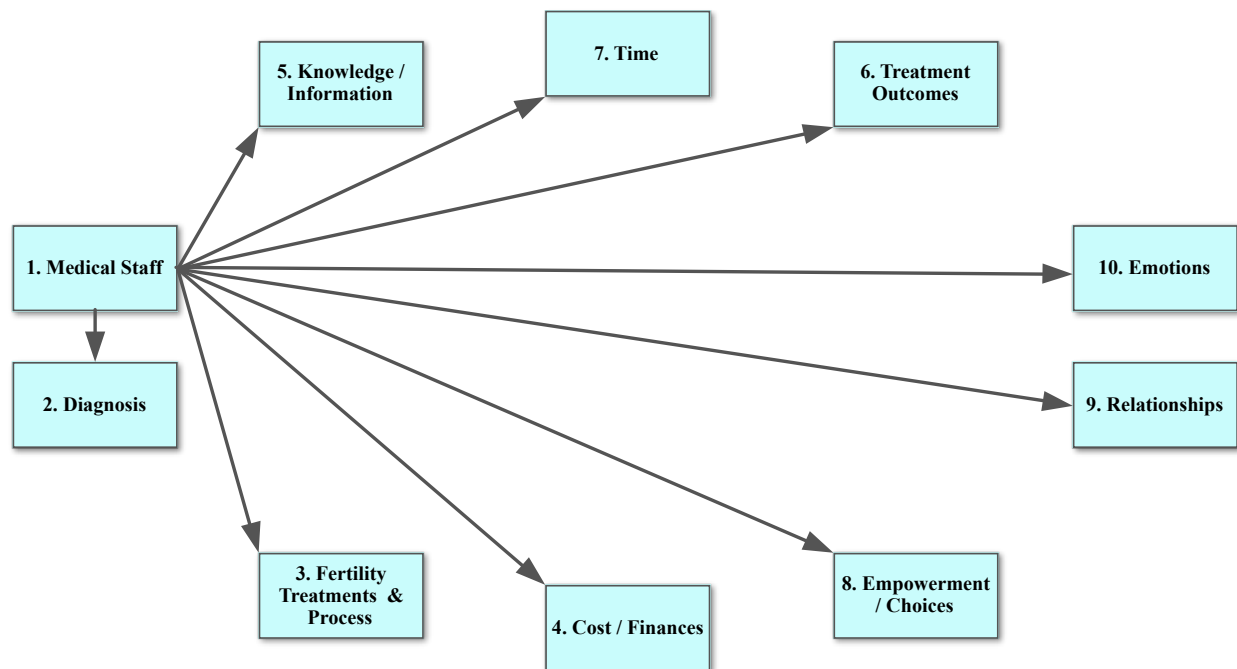 7. Time
5. Knowledge /
Information
6. Treatment
Outcomes
1. Medical Staff
10. Emotions
2. Diagnosis
9. Relationships
3. Fertility
Treatments &
Process
4. Cost / Finances
8. Empowerment
/ Choices